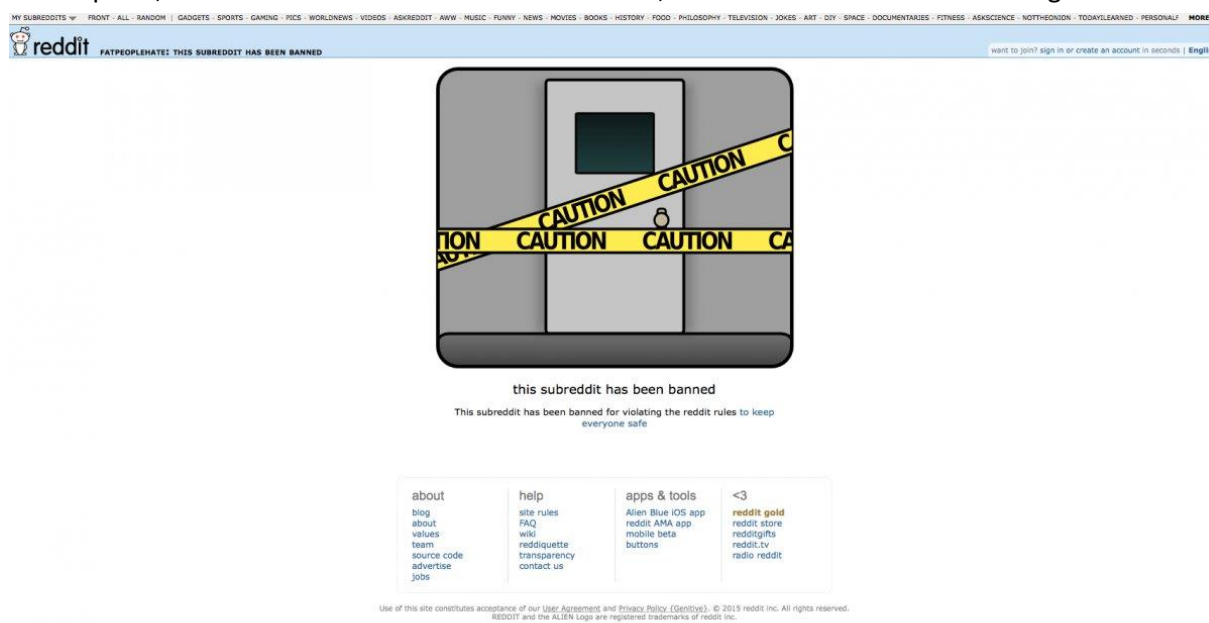 MY SUBREDDITS FRONT - ALL - RANDOM | GADGETS - SPORTS - GAMING - PICS - WORLDNEWS - VIDEOS - ASKREDDIT - AWW - MUSIC - FUNNY - NEWS - MOVIES - BOOKS - HISTORY - FOOD - PHILOSOPHY - TELEVISION - JOKES - ART - DIY - SPACE - DOCUMENTARIES - FITNESS - ASKSCIENCE - NOTTHEONION - TODAYILEARNED - PERSONALF MORE
reddit FATPEOPLEHATE: THIS SUBREDDIT HAS BEEN BANNED
want to join? sign in or create an account in seconds | Engli
C
CAUTION CAUTION
TION CAUTION CAUTION CA
this subreddit has been banned
This subreddit has been banned for violating the reddit rules to keep
everyone safe
about help apps & tools <3
blog site rules Alien Blue iOS app reddit gold
about FAQ reddit AMA app reddit store
values wiki mobile beta redditgifts
team reddiquette buttons reddit.tv
source code transparency radio reddit
advertise contact us
jobs
Use of this site constitutes acceptance of our User Agreement and Privacy Policy (Genitive). © 2015 reddit inc. All rights reserved.
REDDIT and the ALIEN Logo are registered trademarks of reddit inc.